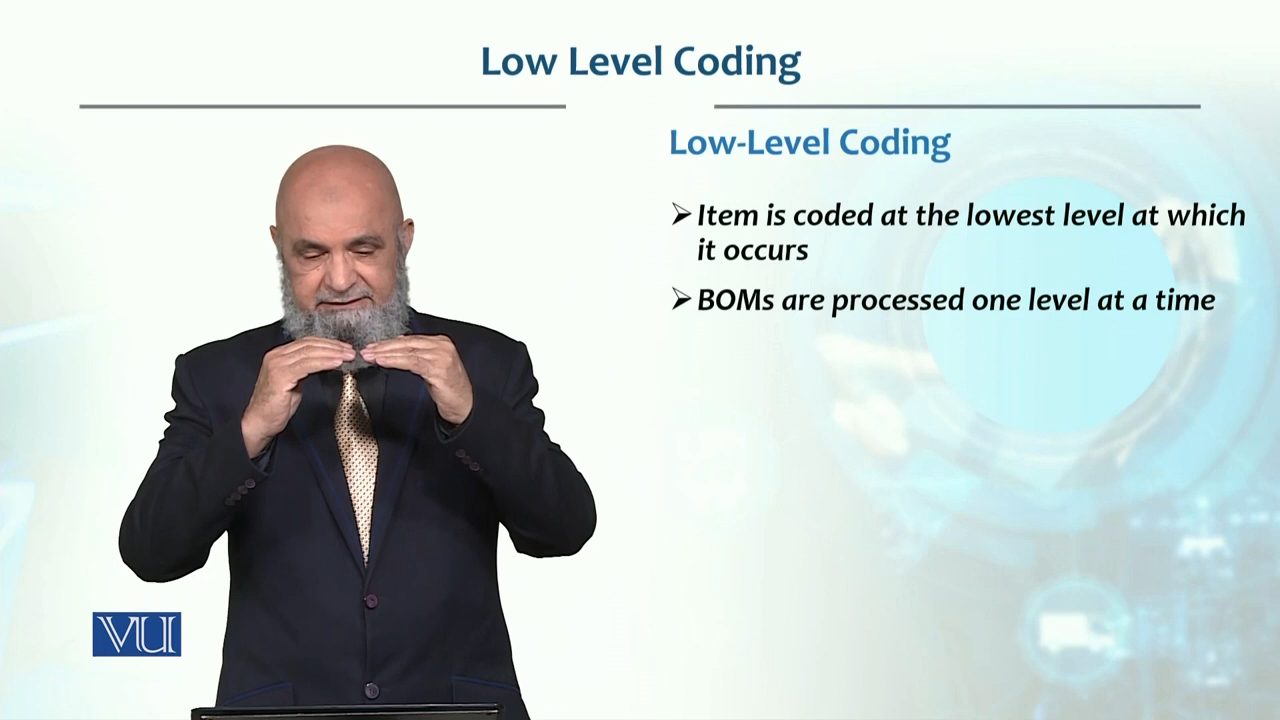 Low Level Coding
Low-Level Coding
➢ Item is coded at the lowest level at which
it occurs
➢ BOMs are processed one level at a time
VU